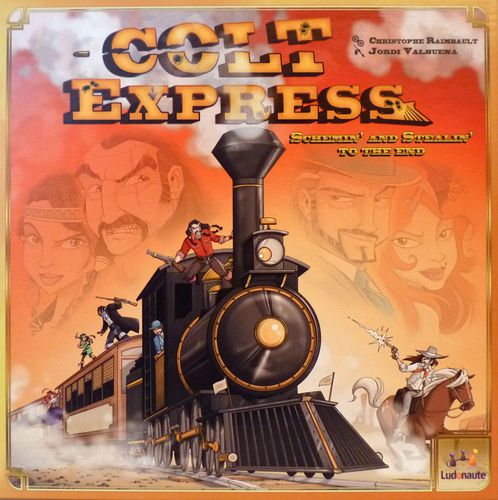 COLT
EXPRESS
CHRISTOPHE RAIMBAULT
JORDI VALBUENA
SCHEMIN' AND STEALIN'
TO THE END
Ludonaute